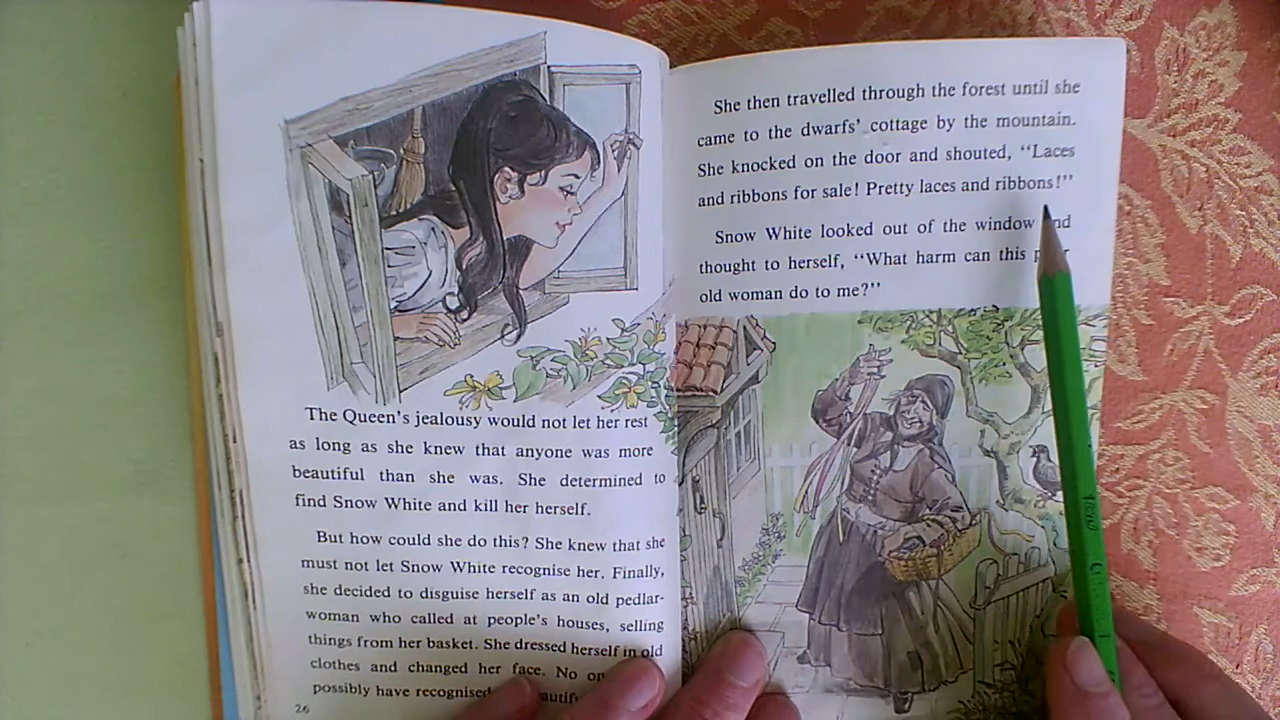 The Queen's jealousy would not let her rest
as long as she knew that anyone was more
beautiful than she was. She determined to
find Snow White and kill her herself.
But how could she do this? She knew that she
must not let Snow White recognise her. Finally,
she decided to disguise herself as an old pedlar-
woman who called at people's houses, selling
things from her basket. She dressed herself in old
clothes and changed her face. No
possibly have recognised
26
She then travelled through the forest until she
came to the dwarfs' cottage by the mountain.
She knocked on the door and shouted, "Laces
and ribbons for sale! Pretty laces and ribbons!"
Snow White looked out of the window
thought to herself, "What harm can this
old woman do to me?"